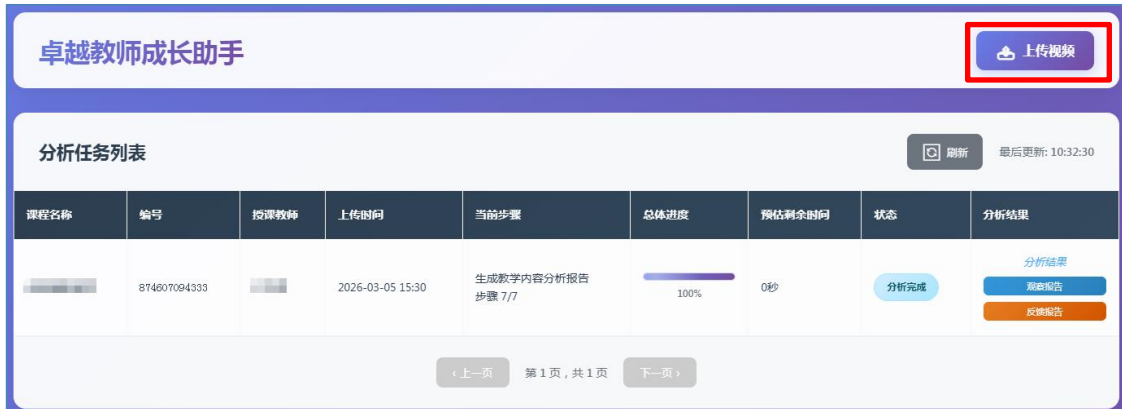 卓越教师成长助手
上传视频
分析任务列表
刷新 最后更新: 10:32:30
课程名称 编号 授课教师 上传时间 当前步骤 总体进度 预估剩余时间 状态 分析结果
874607094333 2026-03-05 15:30 生成教学内容分析报告 100% 0秒 分析完成 分析结果
步骤 7/7 观察报告
反馈报告
‹ 上一页 第 1 页 , 共 1 页 下一页 ›